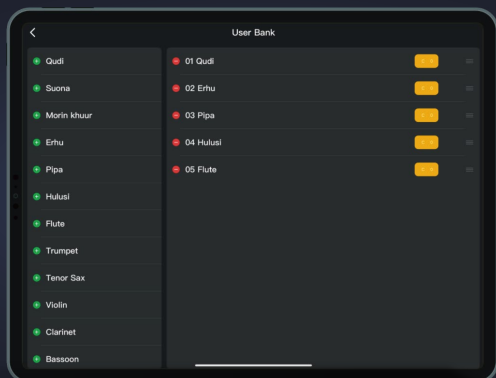 User Bank
Qudi
Suona
Morin khuur
Erhu
Pipa
Hulusi
Flute
Trumpet
Tenor Sax
Violin
Clarinet
Bassoon
01 Qudi
02 Erhu
03 Pipa
04 Hulusi
05 Flute